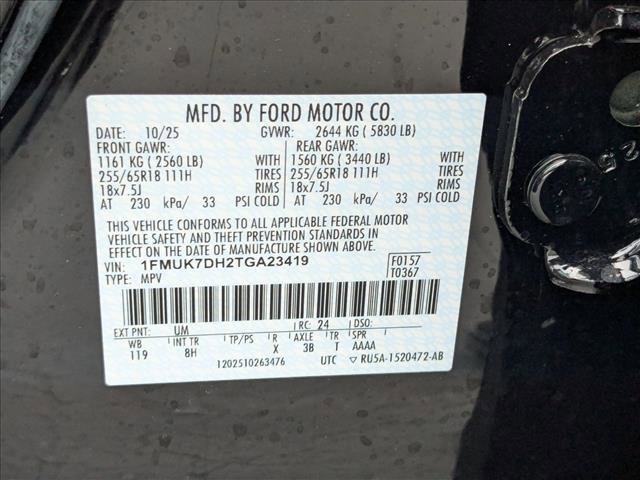 MFD. BY FORD MOTOR CO.
DATE: 10/25 GVWR: 2644 KG ( 5830 LB)
FRONT GAWR: REAR GAWR:
1161 KG ( 2560 LB) WITH 1560 KG ( 3440 LB) WITH
255/65R18 111H TIRES 255/65R18 111H TIRES
18x7.5J RIMS 18x7.5J RIMS
AT 230 kPa/ 33 PSI COLD AT 230 kPa/ 33 PSI COLD
THIS VEHICLE CONFORMS TO ALL APPLICABLE FEDERAL MOTOR
VEHICLE SAFETY AND THEFT PREVENTION STANDARDS IN
EFFECT ON THE DATE OF MANUFACTURE SHOWN ABOVE.
VIN: 1FMUK7DH2TGA23419 F0157
TYPE: MPV T0367
EXT PNT: UM RC: 24 DSO:
WB INT TR TP/PS R AXLE TR SPR
119 8H X 3B T AAAA
1202510263476 UTC ▽ RU5A-1520472-AB